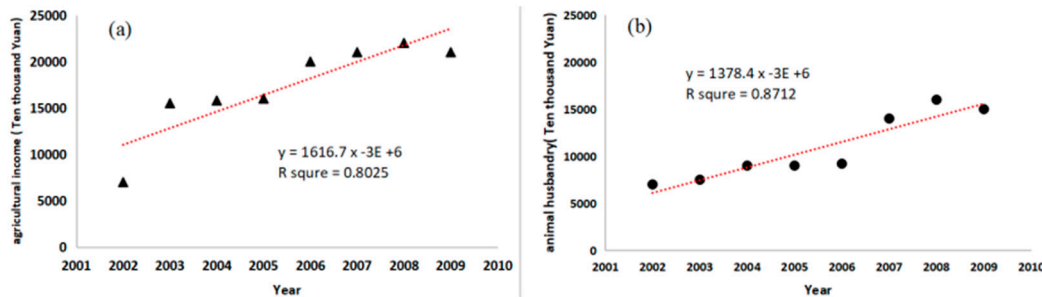 (a)
agricultural income ( Ten thousand Yuan)
25000
20000
15000
10000
5000
0
y = 1616.7 x -3E +6
R squre = 0.8025
2001 2002 2003 2004 2005 2006 2007 2008 2009 2010
Year
(b)
animal husbandry( Ten thousand Yuan)
25000
20000
15000
10000
5000
0
y = 1378.4 x -3E +6
R squre = 0.8712
2001 2002 2003 2004 2005 2006 2007 2008 2009 2010
Year